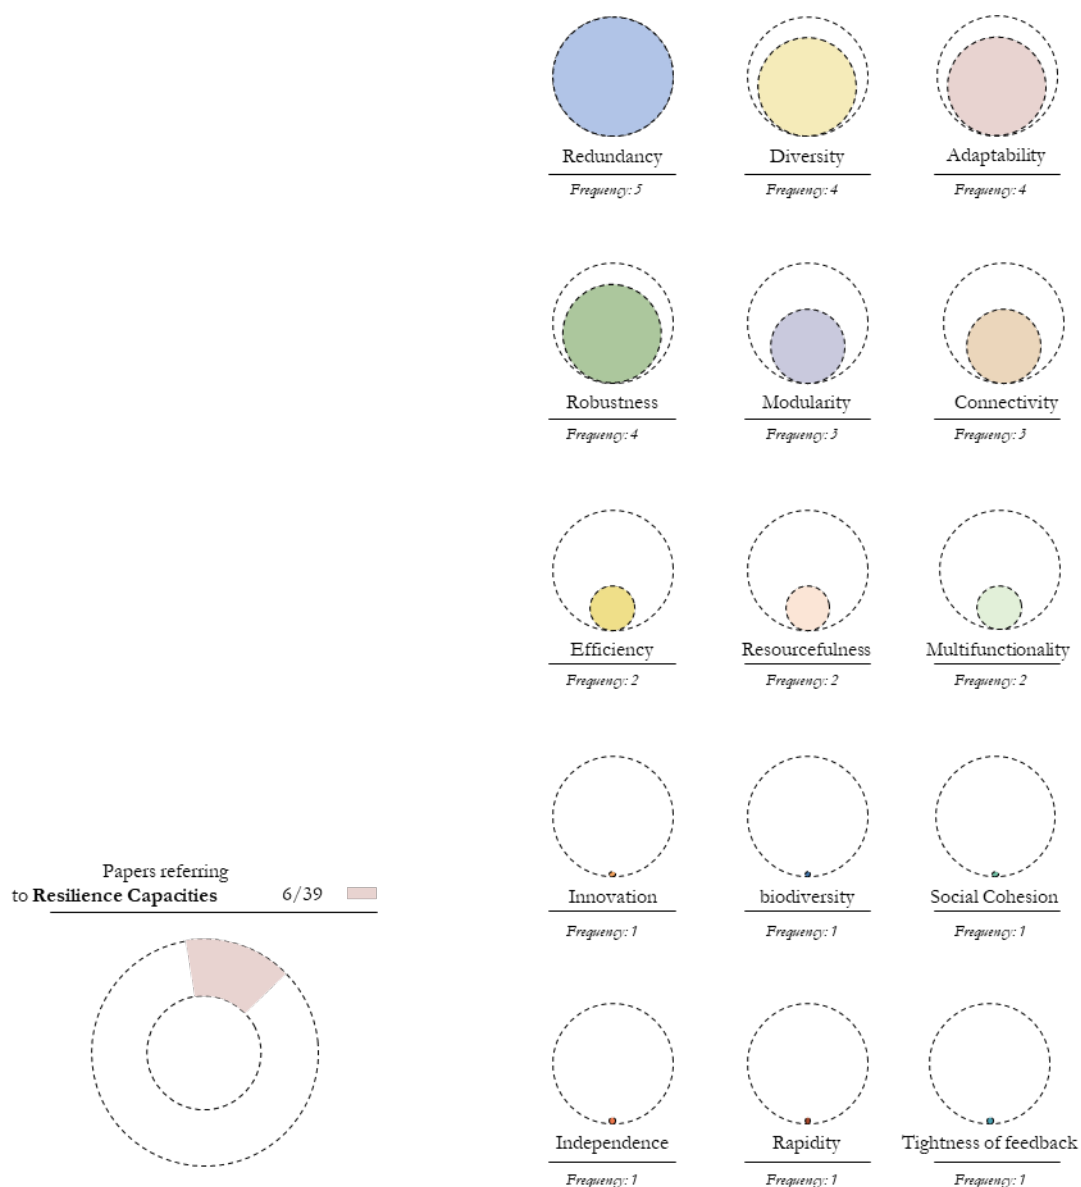 Redundancy
Frequency: 5
Diversity
Frequency: 4
Adaptability
Frequency: 4
Robustness
Frequency: 4
Modularity
Frequency: 3
Connectivity
Frequency: 3
Efficiency
Frequency: 2
Resourcefulness
Frequency: 2
Multifunctionality
Frequency: 2
Innovation
Frequency: 1
biodiversity
Frequency: 1
Social Cohesion
Frequency: 1
Independence
Frequency: 1
Rapidity
Frequency: 1
Tightness of feedback
Frequency: 1
Papers referring
to Resilience Capacities 6/39